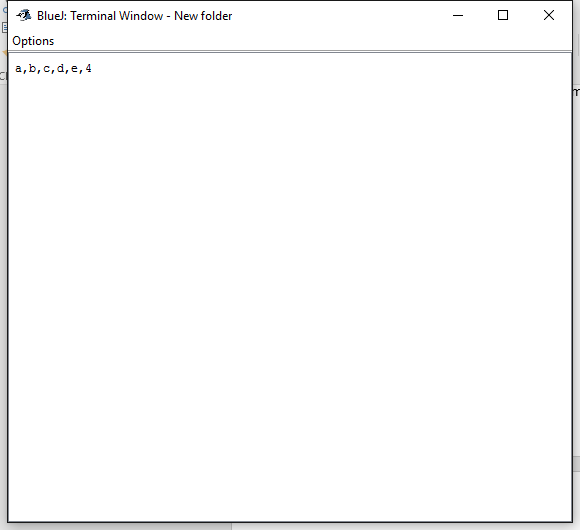 BlueJ: Terminal Window - New folder
Options
a,b,c,d,e,4